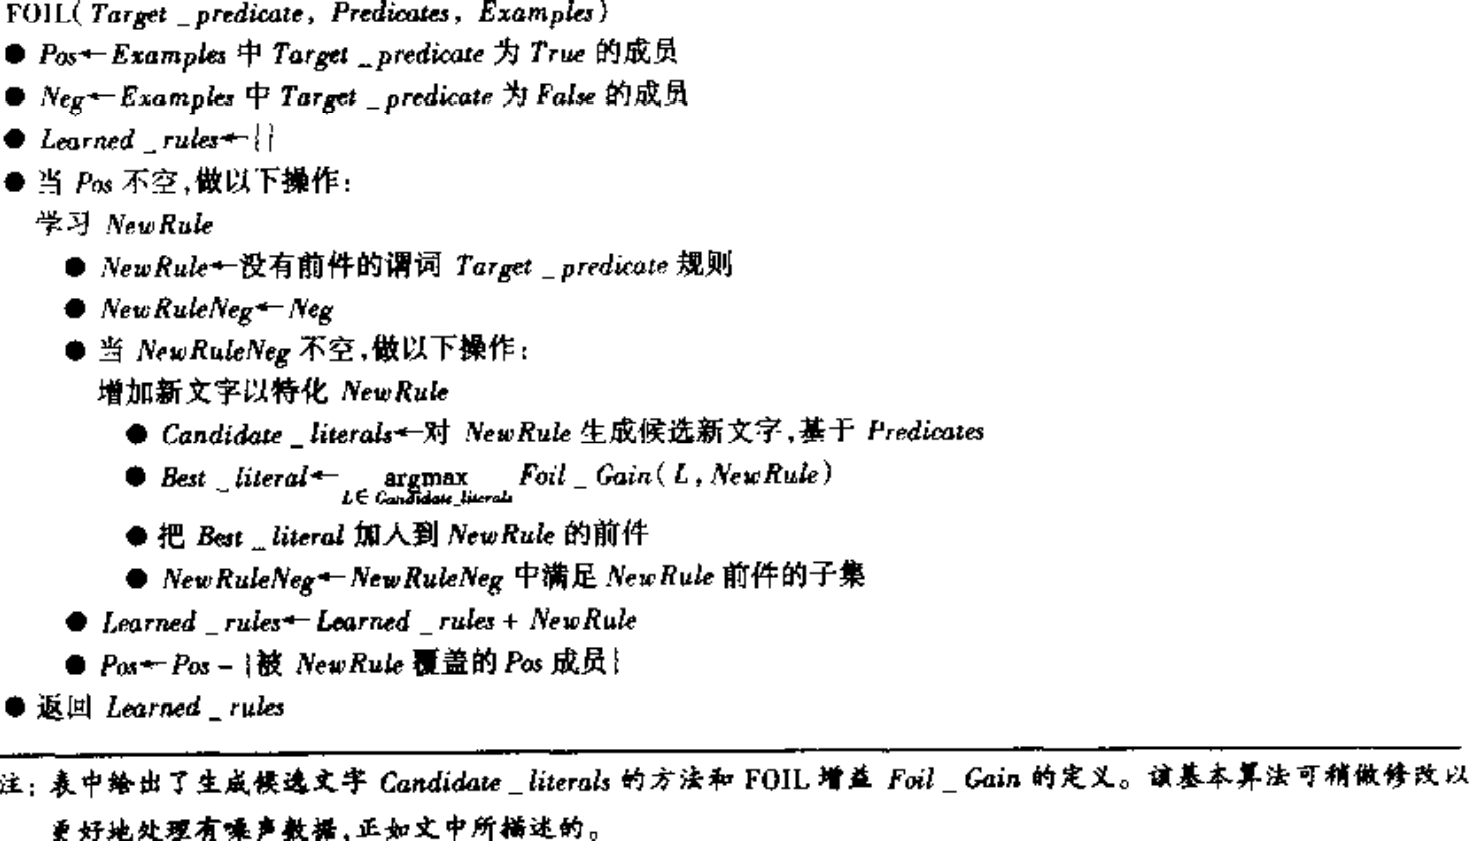 FOIL( Target _ predicate, Predicates, Examples)
● Pos←Examples 中 Target _ predicate 为 True 的成员
● Neg←Examples 中 Target _ predicate 为 False 的成员
● Learned _ rules←{}
● 当 Pos 不空,做以下操作:
学习 NewRule
● NewRule←没有前件的谓词 Target _ predicate 规则
● NewRuleNeg←Neg
● 当 NewRuleNeg 不空,做以下操作:
增加新文字以特化 NewRule
● Candidate _ literals←对 NewRule 生成候选新文字,基于 Predicates
● Best _ literal← argmax Foil _ Gain( L, NewRule)
L∈ Candidate_literals
● 把 Best _ literal 加入到 NewRule 的前件
● NewRuleNeg←NewRuleNeg 中满足 NewRule 前件的子集
● Learned _ rules←Learned _ rules + NewRule
● Pos←Pos - {被 NewRule 覆盖的 Pos 成员}
● 返回 Learned _ rules
注: 表中给出了生成候选文字 Candidate _ literals 的方法和 FOIL 增益 Foil _ Gain 的定义。该基本算法可稍做修改以
更好地处理有噪声数据,正如文中所描述的。